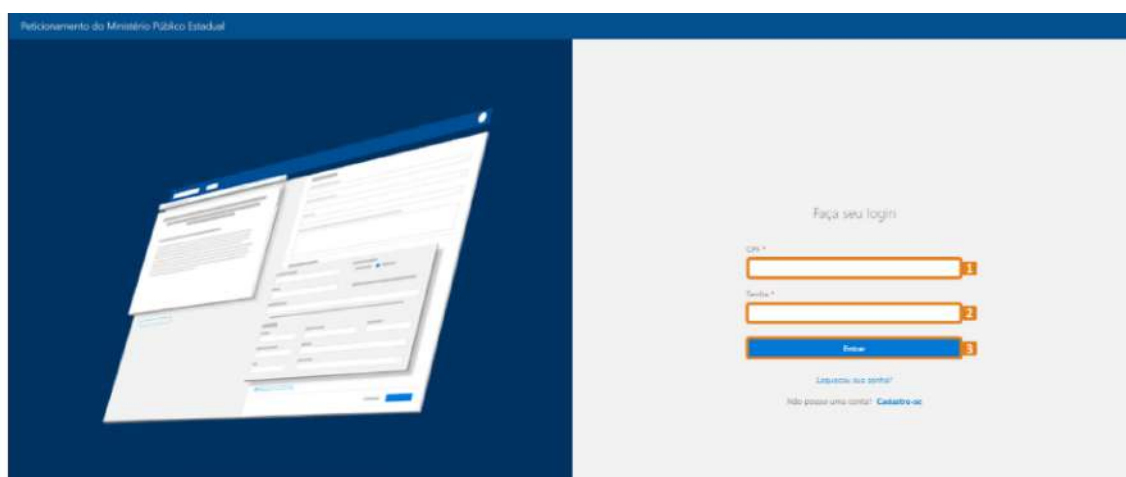 Peticionamento do Ministério Público Estadual
Faça seu login
CPF *
1
Senha *
2
Entrar
3
Esqueceu sua senha?
Não possui uma conta? Cadastre-se